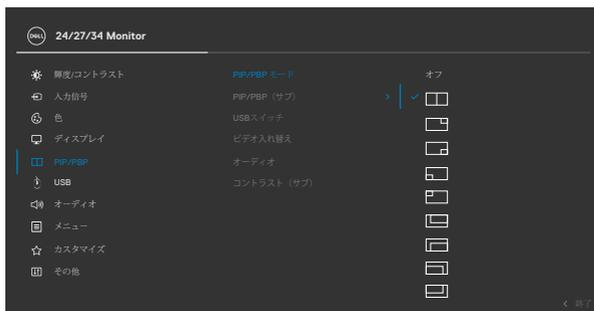 DELL 24/27/34 Monitor
輝度/コントラスト PIP/PBP モード オフ
入力信号 PIP/PBP（サブ）
色 USBスイッチ
ディスプレイ ビデオ入れ替え
PIP/PBP オーディオ
USB コントラスト（サブ）
オーディオ
メニュー
カスタマイズ
その他
終了